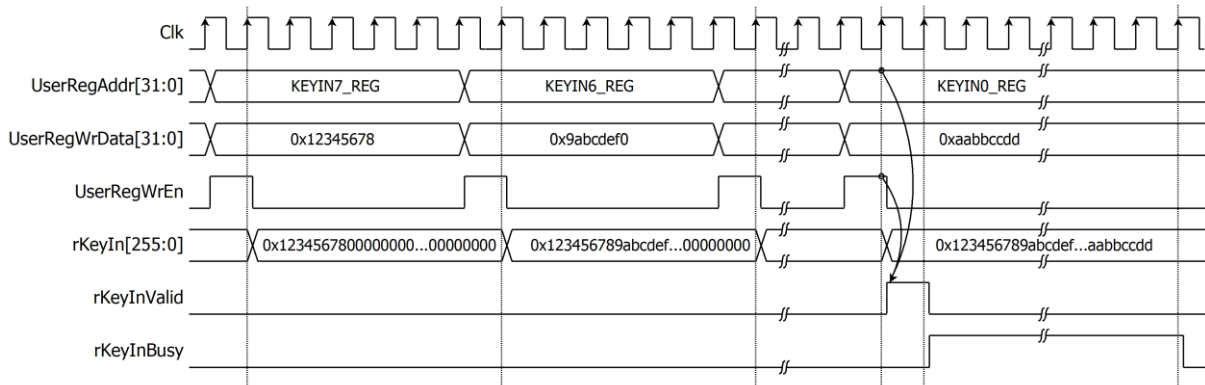 Clk
UserRegAddr[31:0] KEYIN7_REG KEYIN6_REG KEYIN0_REG
UserRegWrData[31:0] 0x12345678 0x9abcdef0 0xaabbccdd
UserRegWrEn
rKeyIn[255:0] 0x1234567800000000...00000000 0x123456789abcdef...00000000 0x123456789abcdef...aabbccdd
rKeyInValid
rKeyInBusy